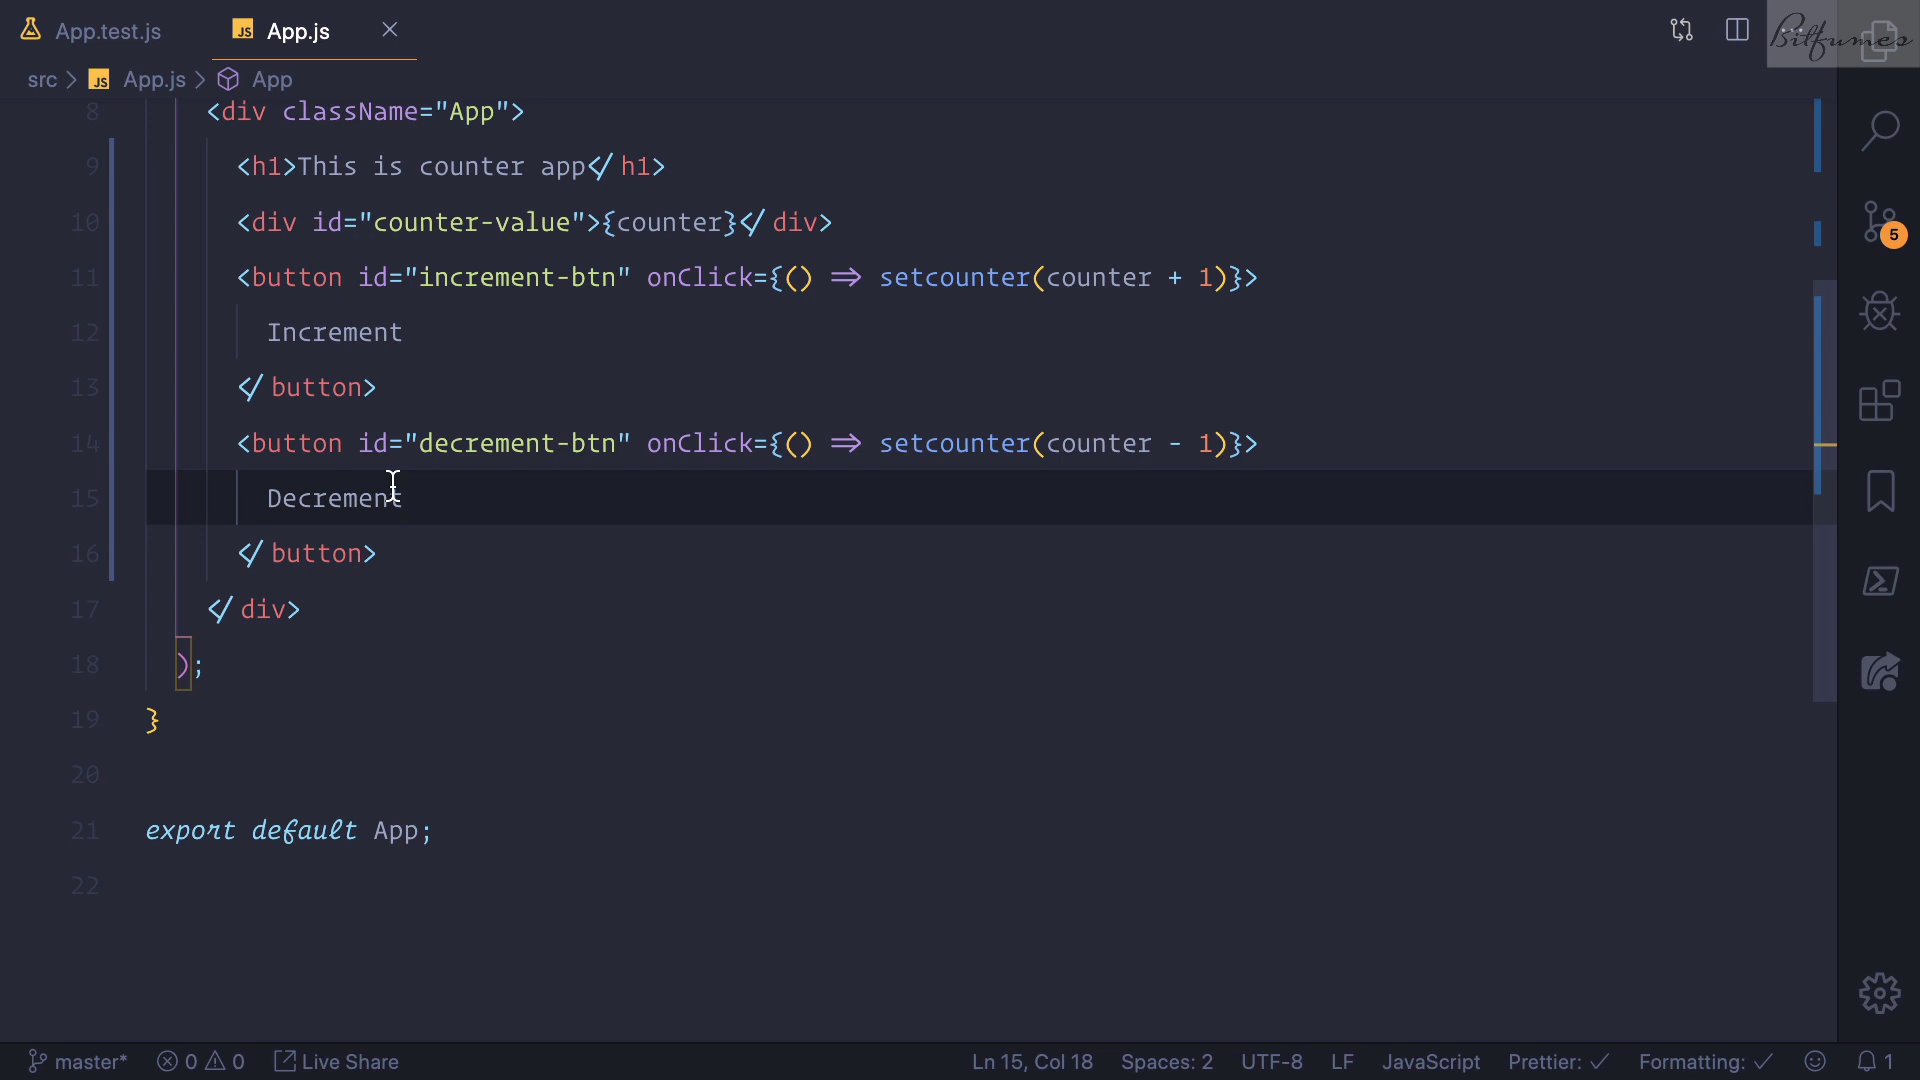 App.test.js
JS App.js
Bitfumes
src > JS App.js > App
8 <div className="App">
9 <h1>This is counter app</h1>
10 <div id="counter-value">{counter}</div>
11 <button id="increment-btn" onClick={() => setcounter(counter + 1)}>
12 Increment
13 </button>
14 <button id="decrement-btn" onClick={() => setcounter(counter - 1)}>
15 Decrement
16 </button>
17 </div>
18 );
19 }
20
21 export default App;
22
5
master* 0 0 Live Share Ln 15, Col 18 Spaces: 2 UTF-8 LF JavaScript Prettier: ✓ Formatting: ✓ 1